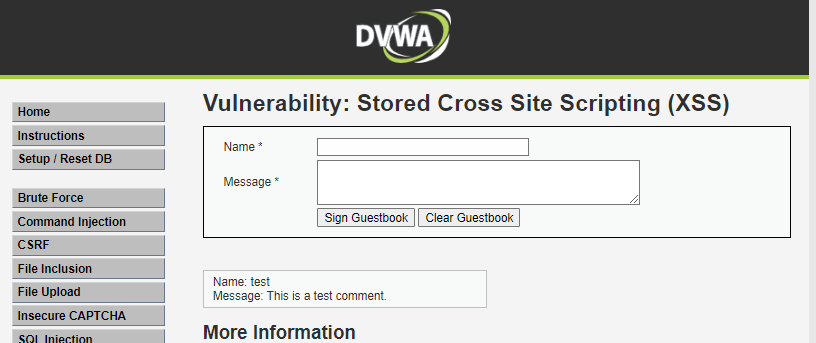 DVWA
Home
Instructions
Setup / Reset DB
Brute Force
Command Injection
CSRF
File Inclusion
File Upload
Insecure CAPTCHA
SQL Injection
Vulnerability: Stored Cross Site Scripting (XSS)
Name *
Message *
Sign Guestbook Clear Guestbook
Name: test
Message: This is a test comment.
More Information